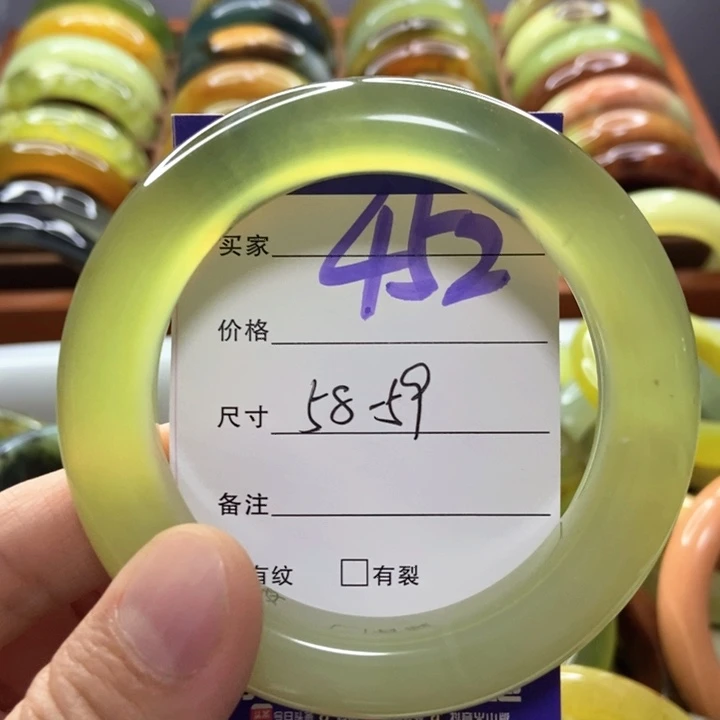 买家 452
价格
尺寸 58-59
备注
有纹 □有裂